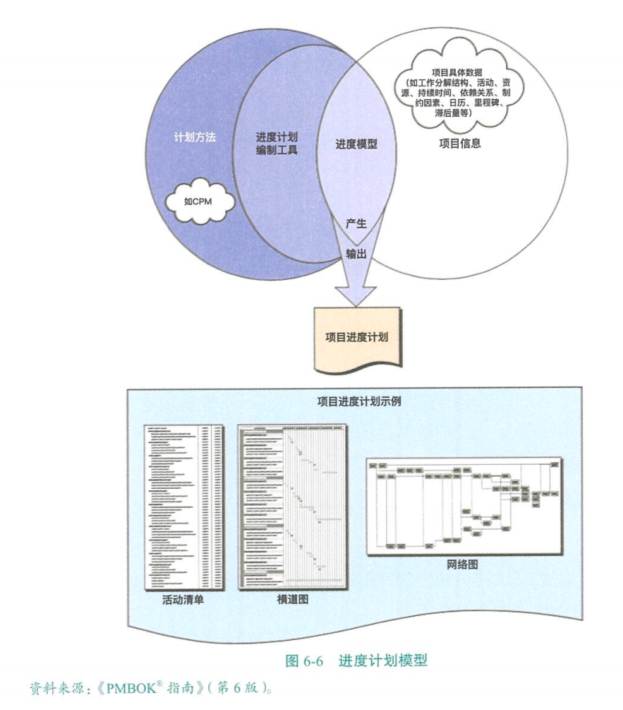 项目具体数据
(如工作分解结构、活动、资
源、持续时间、依赖关系、制
约因素、日历、里程碑、
滞后量等)
计划方法
进度计划
编制工具
进度模型
项目信息
如CPM
产生
输出
项目进度计划
项目进度计划示例
活动清单
横道图
网络图
图 6-6 进度计划模型
资料来源:《PMBOK® 指南》(第 6 版)。